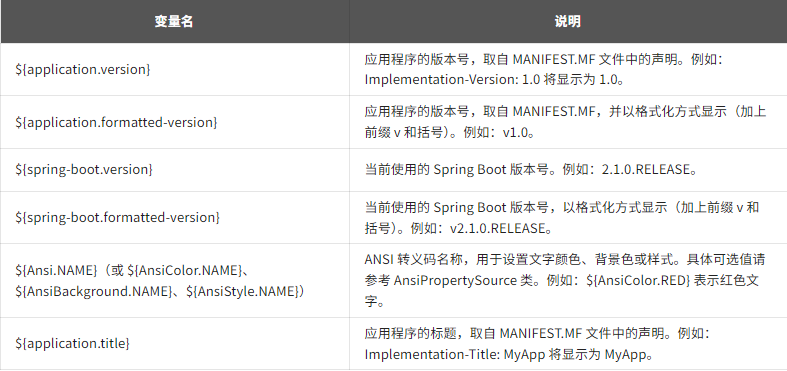 变量名
说明
${application.version}
应用程序的版本号，取自 MANIFEST.MF 文件中的声明。例如：
Implementation-Version: 1.0 将显示为 1.0。
${application.formatted-version}
应用程序的版本号，取自 MANIFEST.MF，并以格式化方式显示（加上
前缀 v 和括号）。例如：v1.0。
${spring-boot.version}
当前使用的 Spring Boot 版本号。例如：2.1.0.RELEASE。
${spring-boot.formatted-version}
当前使用的 Spring Boot 版本号，以格式化方式显示（加上前缀 v 和
括号）。例如：v2.1.0.RELEASE。
${Ansi.NAME}（或 ${AnsiColor.NAME}、
${AnsiBackground.NAME}、${AnsiStyle.NAME}）
ANSI 转义码名称，用于设置文字颜色、背景色或样式。具体可选值请
参考 AnsiPropertySource 类。例如：${AnsiColor.RED} 表示红色文
字。
${application.title}
应用程序的标题，取自 MANIFEST.MF 文件中的声明。例如：
Implementation-Title: MyApp 将显示为 MyApp。